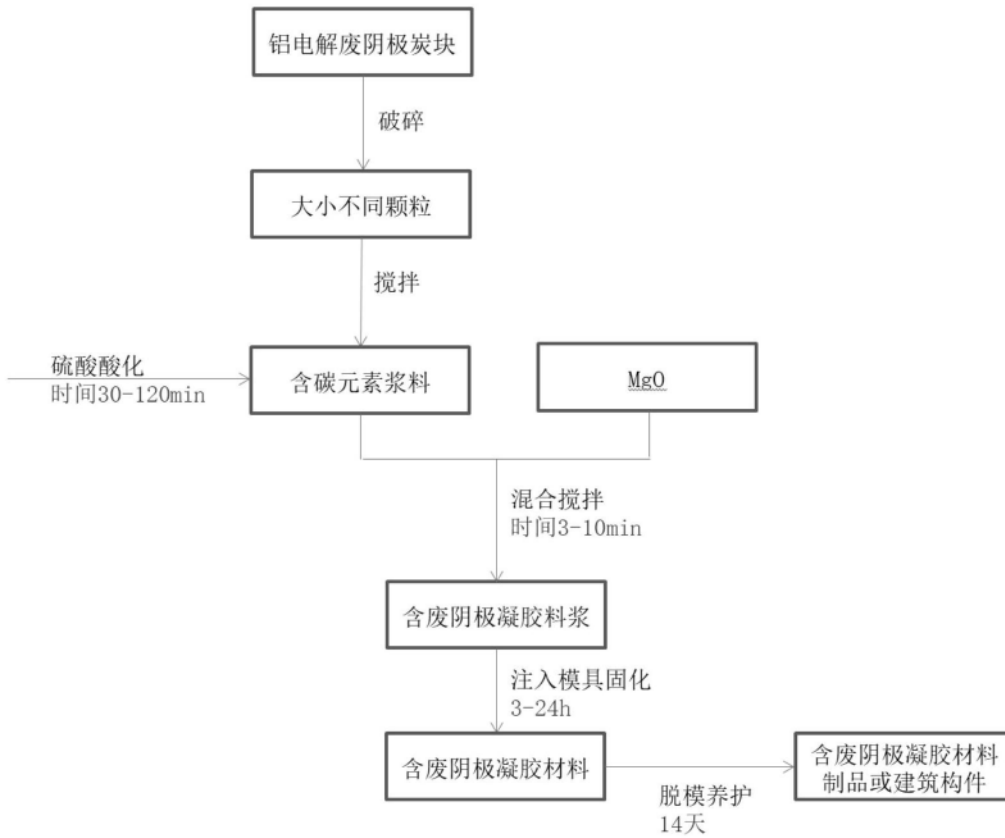 铝电解废阴极炭块
破碎
大小不同颗粒
搅拌
硫酸酸化
时间30-120min
含碳元素浆料
MgO
混合搅拌
时间3-10min
含废阴极凝胶料浆
注入模具固化
3-24h
含废阴极凝胶材料
脱模养护
14天
含废阴极凝胶材料
制品或建筑构件